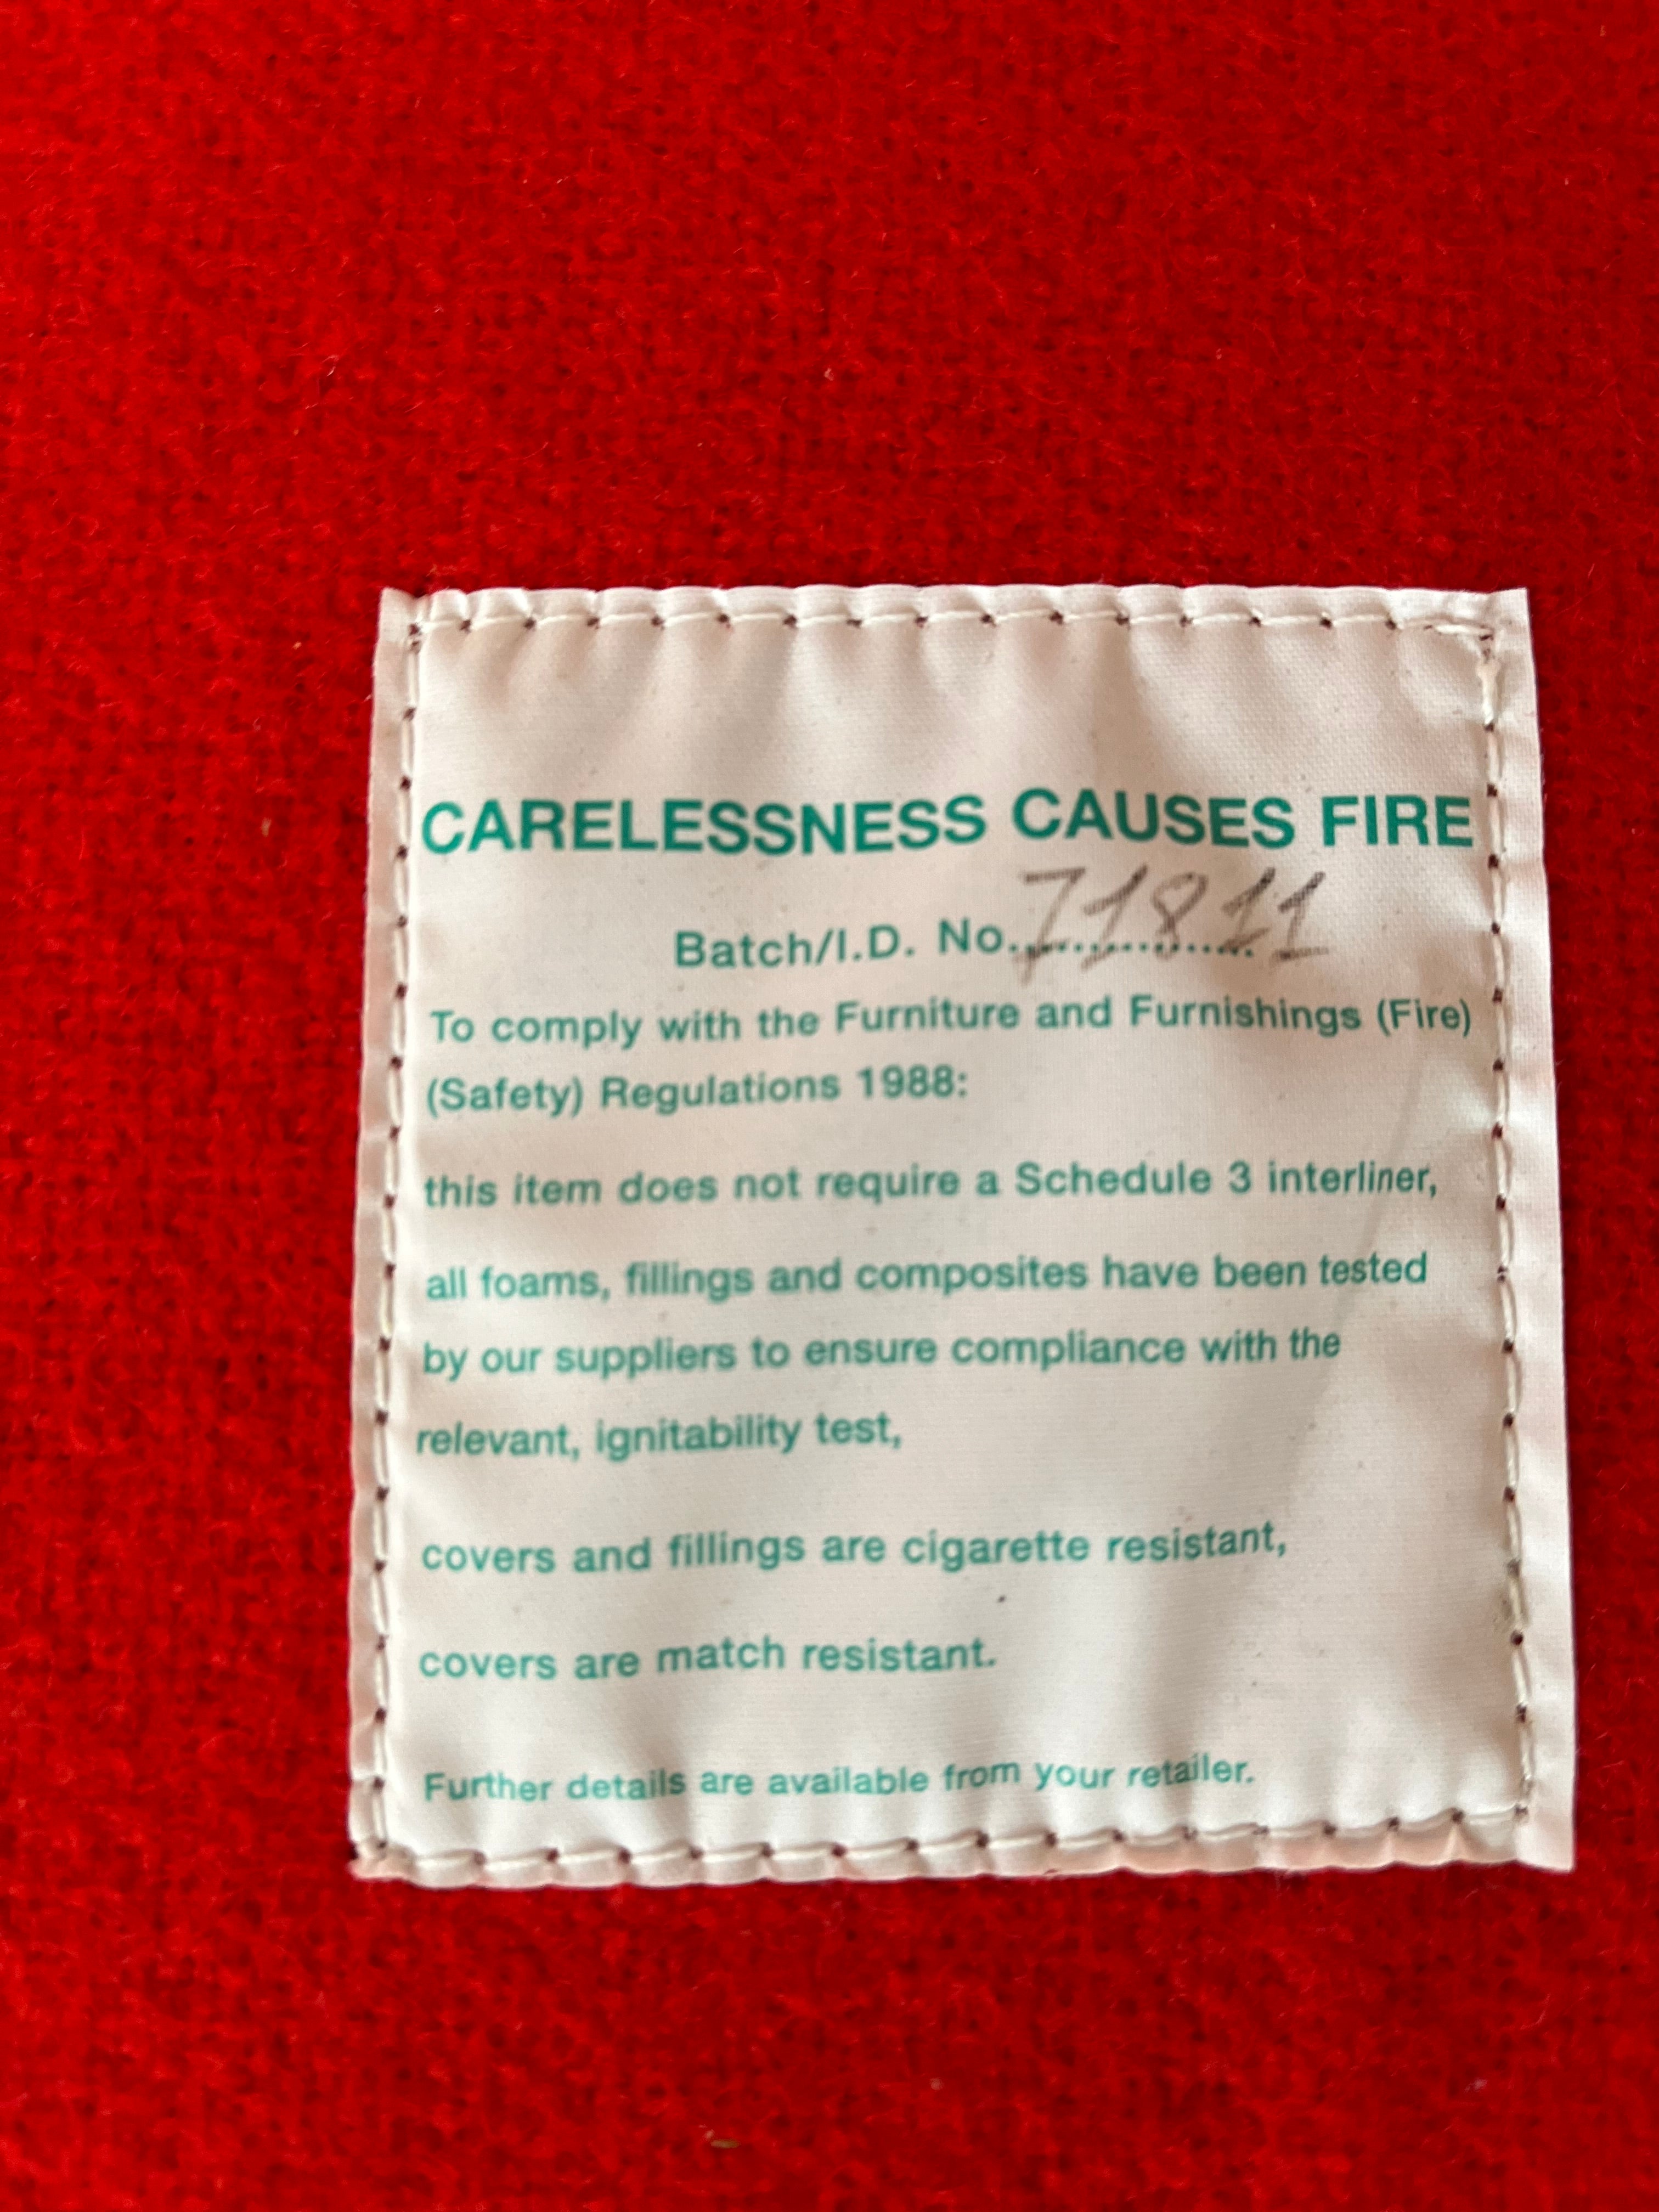 CARELESSNESS CAUSES FIRE
Batch/I.D. No.................. 71811
To comply with the Furniture and Furnishings (Fire)
(Safety) Regulations 1988:
this item does not require a Schedule 3 interliner,
all foams, fillings and composites have been tested
by our suppliers to ensure compliance with the
relevant, ignitability test,
covers and fillings are cigarette resistant,
covers are match resistant.
Further details are available from your retailer.